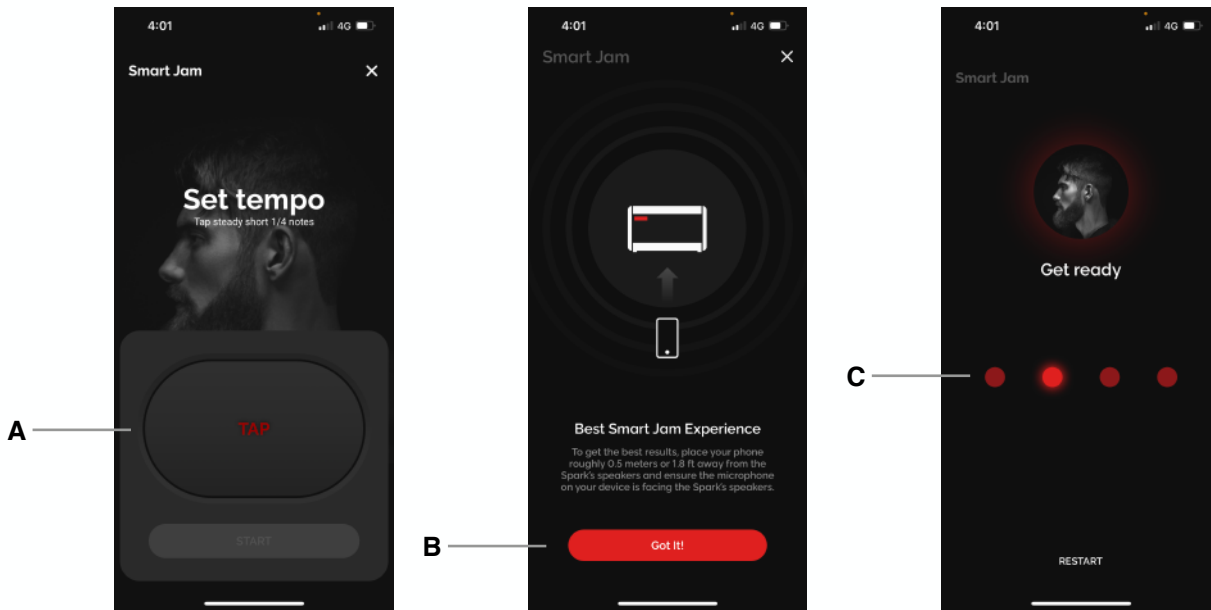 4:01
4G
Smart Jam
Set tempo
Tap steady short 1/4 notes
A
TAP
START
4:01
4G
Smart Jam
Best Smart Jam Experience
To get the best results, place your phone
roughly 0.5 meters or 1.8 ft away from the
Spark's speakers and ensure the microphone
on your device is facing the Spark's speakers.
B
Got It!
4:01
4G
Smart Jam
Get ready
C
RESTART